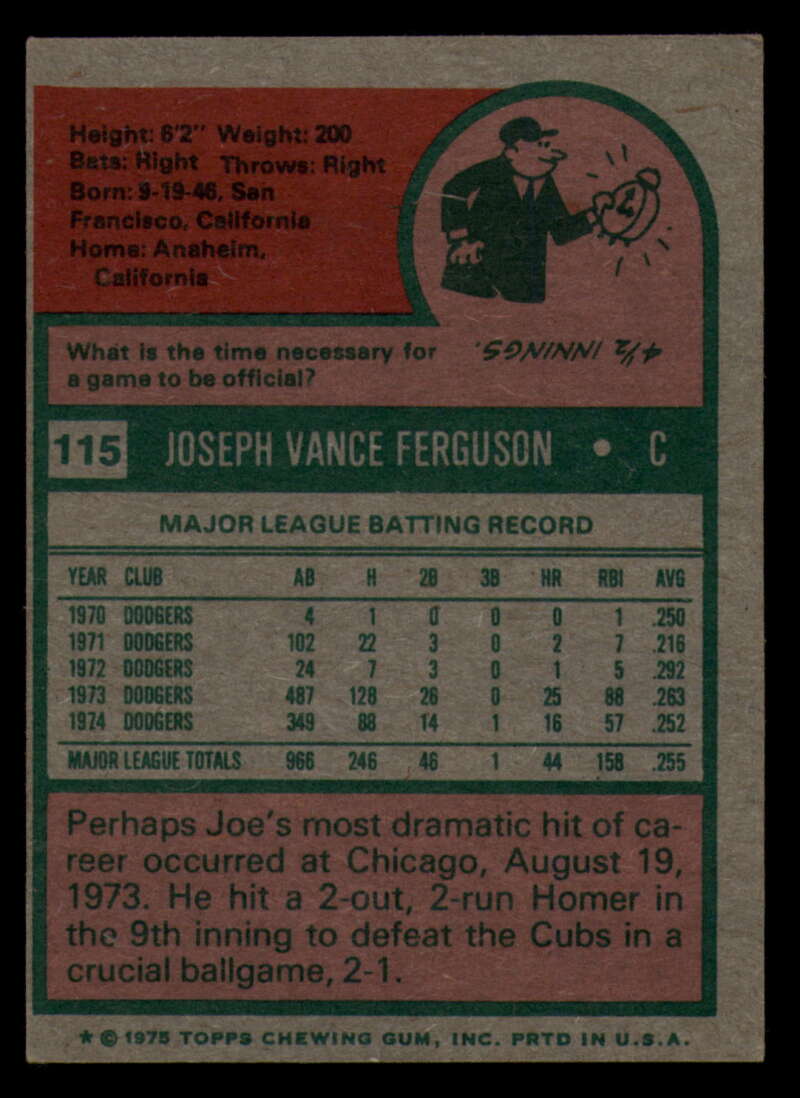 Height: 6'2" Weight: 200
Bats: Right Throws: Right
Born: 9-19-46, San
Francisco, California
Home: Anaheim,
California
What is the time necessary for
a game to be official?
4½ INNINGS.
115 JOSEPH VANCE FERGUSON • C
MAJOR LEAGUE BATTING RECORD
YEAR CLUB AB H 2B 3B HR RBI AVG
1970 DODGERS 4 1 0 0 0 1 .250
1971 DODGERS 102 22 3 0 2 7 .216
1972 DODGERS 24 7 3 0 1 5 .292
1973 DODGERS 487 128 26 0 25 88 .263
1974 DODGERS 349 88 14 1 16 57 .252
MAJOR LEAGUE TOTALS 966 246 46 1 44 158 .255
Perhaps Joe's most dramatic hit of ca-
reer occurred at Chicago, August 19,
1973. He hit a 2-out, 2-run Homer in
the 9th inning to defeat the Cubs in a
crucial ballgame, 2-1.
* © 1975 TOPPS CHEWING GUM, INC. PRTD IN U.S.A.